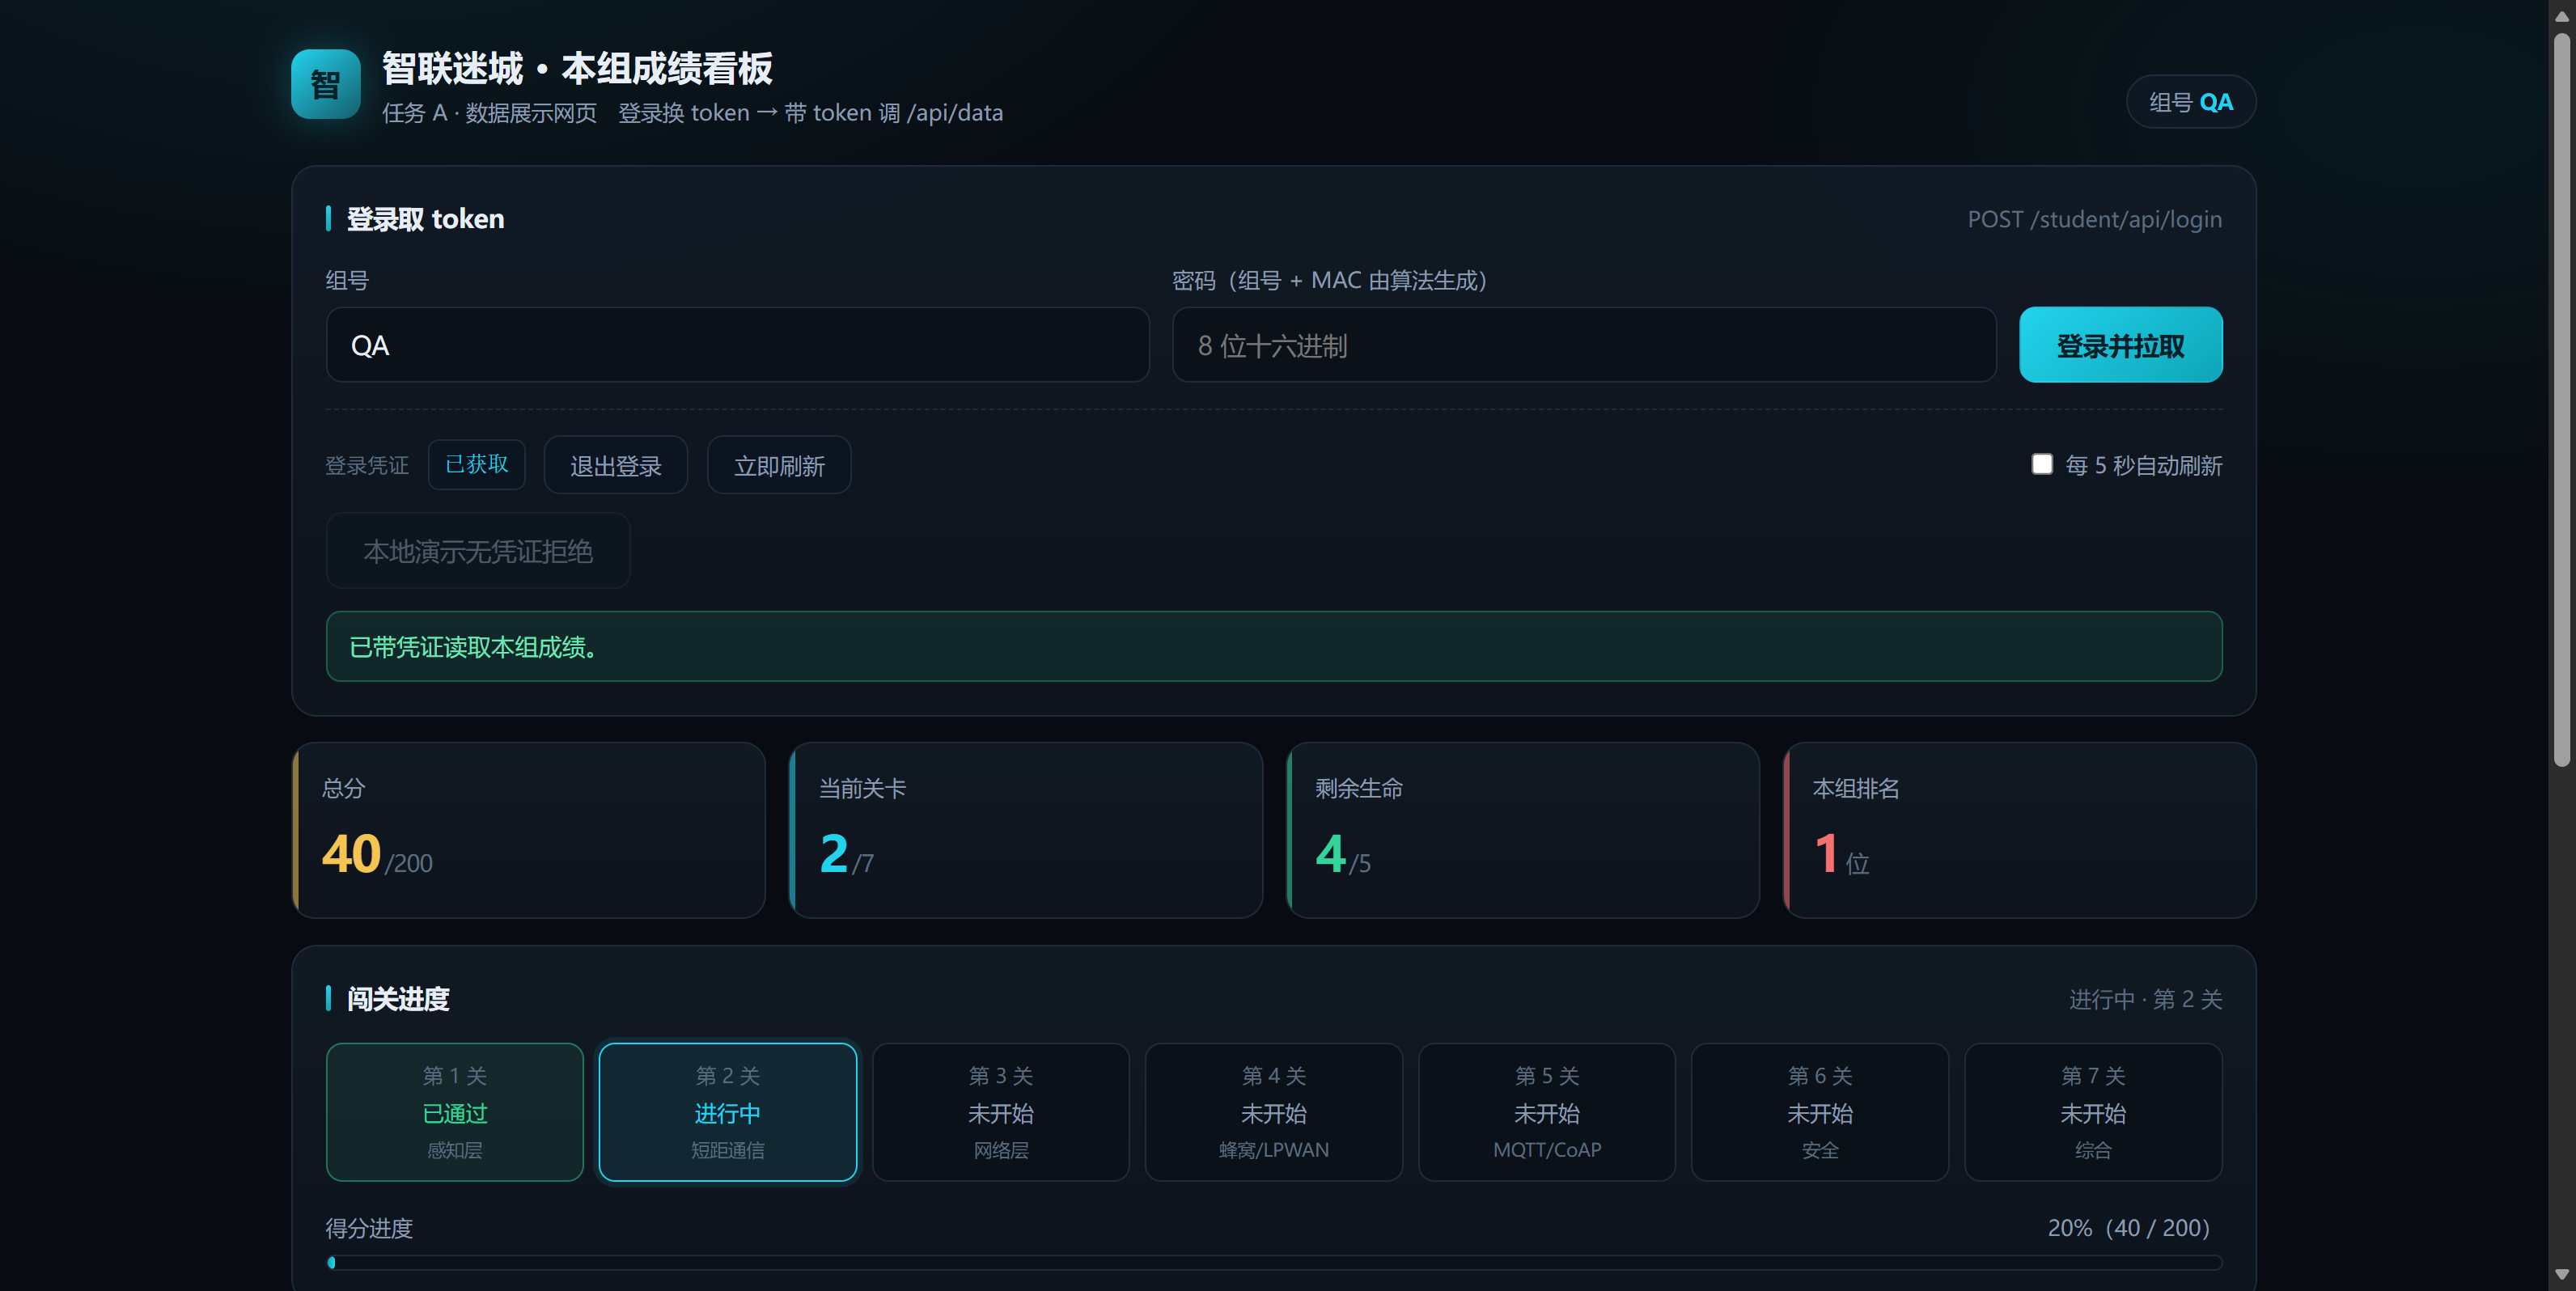 智
智联迷城 · 本组成绩看板
任务 A · 数据展示网页 登录换 token → 带 token 调 /api/data
组号 QA
登录取 token
POST /student/api/login
组号
密码（组号 + MAC 由算法生成）
QA
8 位十六进制
登录并拉取
登录凭证 已获取 退出登录 立即刷新
每 5 秒自动刷新
本地演示无凭证拒绝
已带凭证读取本组成绩。
总分
40/200
当前关卡
2/7
剩余生命
4/5
本组排名
1 位
闯关进度
进行中 · 第 2 关
第 1 关
已通过
感知层
第 2 关
进行中
短距通信
第 3 关
未开始
网络层
第 4 关
未开始
蜂窝/LPWAN
第 5 关
未开始
MQTT/CoAP
第 6 关
未开始
安全
第 7 关
未开始
综合
得分进度
20%（40 / 200）